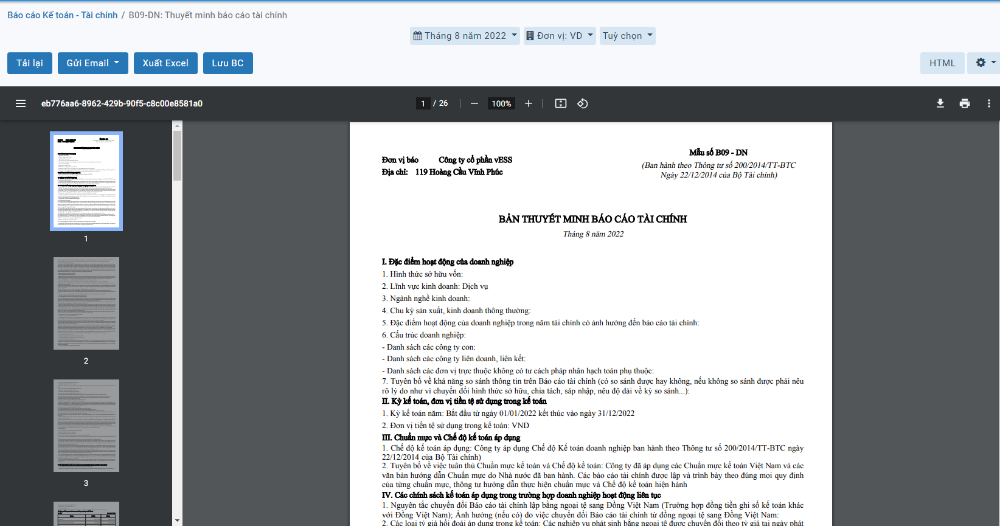 Báo cáo Kế toán - Tài chính / B09-DN: Thuyết minh báo cáo tài chính
Tháng 8 năm 2022 Đơn vị: VD Tuỳ chọn
Tải lại Gửi Email Xuất Excel Lưu BC HTML
eb776aa6-8962-429b-90f5-c8c00e8581a0 1 / 26 100%
1
2
3
Mẫu số B09 - DN
Đơn vị báo Công ty cổ phần vESS
(Ban hành theo Thông tư số 200/2014/TT-BTC
Địa chỉ: 119 Hoàng Cầu Vĩnh Phúc
Ngày 22/12/2014 của Bộ Tài chính)
BẢN THUYẾT MINH BÁO CÁO TÀI CHÍNH
Tháng 8 năm 2022
I. Đặc điểm hoạt động của doanh nghiệp
1. Hình thức sở hữu vốn:
2. Lĩnh vực kinh doanh: Dịch vụ
3. Ngành nghề kinh doanh:
4. Chu kỳ sản xuất, kinh doanh thông thường:
5. Đặc điểm hoạt động của doanh nghiệp trong năm tài chính có ảnh hưởng đến báo cáo tài chính:
6. Cấu trúc doanh nghiệp:
- Danh sách các công ty con:
- Danh sách các công ty liên doanh, liên kết:
- Danh sách các đơn vị trực thuộc không có tư cách pháp nhân hạch toán phụ thuộc:
7. Tuyên bố về khả năng so sánh thông tin trên Báo cáo tài chính (có so sánh được hay không, nếu không so sánh được phải nêu
rõ lý do như vì chuyển đổi hình thức sở hữu, chia tách, sáp nhập, nêu độ dài về kỳ so sánh...):
II. Kỳ kế toán, đơn vị tiền tệ sử dụng trong kế toán
1. Kỳ kế toán năm: Bắt đầu từ ngày 01/01/2022 kết thúc vào ngày 31/12/2022
2. Đơn vị tiền tệ sử dụng trong kế toán: VND
III. Chuẩn mực và Chế độ kế toán áp dụng
1. Chế độ kế toán áp dụng: Công ty áp dụng Chế độ Kế toán doanh nghiệp ban hành theo Thông tư số 200/2014/TT-BTC ngày
22/12/2014 của Bộ Tài chính)
2. Tuyên bố về việc tuân thủ Chuẩn mực kế toán và Chế độ kế toán: Công ty đã áp dụng các Chuẩn mực kế toán Việt Nam và các
văn bản hướng dẫn Chuẩn mực do Nhà nước đã ban hành. Các báo cáo tài chính được lập và trình bày theo đúng mọi quy định
của từng chuẩn mực, thông tư hướng dẫn thực hiện chuẩn mực và Chế độ kế toán hiện hành
IV. Các chính sách kế toán áp dụng trong trường hợp doanh nghiệp hoạt động liên tục
1. Nguyên tắc chuyển đổi Báo cáo tài chính lập bằng ngoại tệ sang Đồng Việt Nam (Trường hợp đồng tiền ghi sổ kế toán khác
với Đồng Việt Nam); Ảnh hưởng (nếu có) do việc chuyển đổi Báo cáo tài chính từ đồng ngoại tệ sang Đồng Việt Nam:
2. Các loại tỷ giá hối đoái áp dụng trong kế toán: Các nghiệp vụ phát sinh bằng ngoại tệ được chuyển đổi theo tỷ giá tại ngày phát